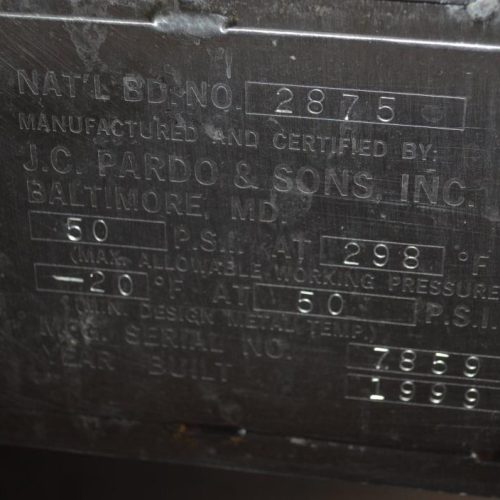 NAT'L BD. NO. 2875
MANUFACTURED AND CERTIFIED BY:
J.C. PARDO & SONS, INC.
BALTIMORE, MD.
50 P.S.I. AT 298 °F
(MAX. ALLOWABLE WORKING PRESSURE
-20 °F AT 50 P.S.I
(MIN. DESIGN METAL TEMP.)
MFG. SERIAL NO. 7859
YEAR BUILT 1999